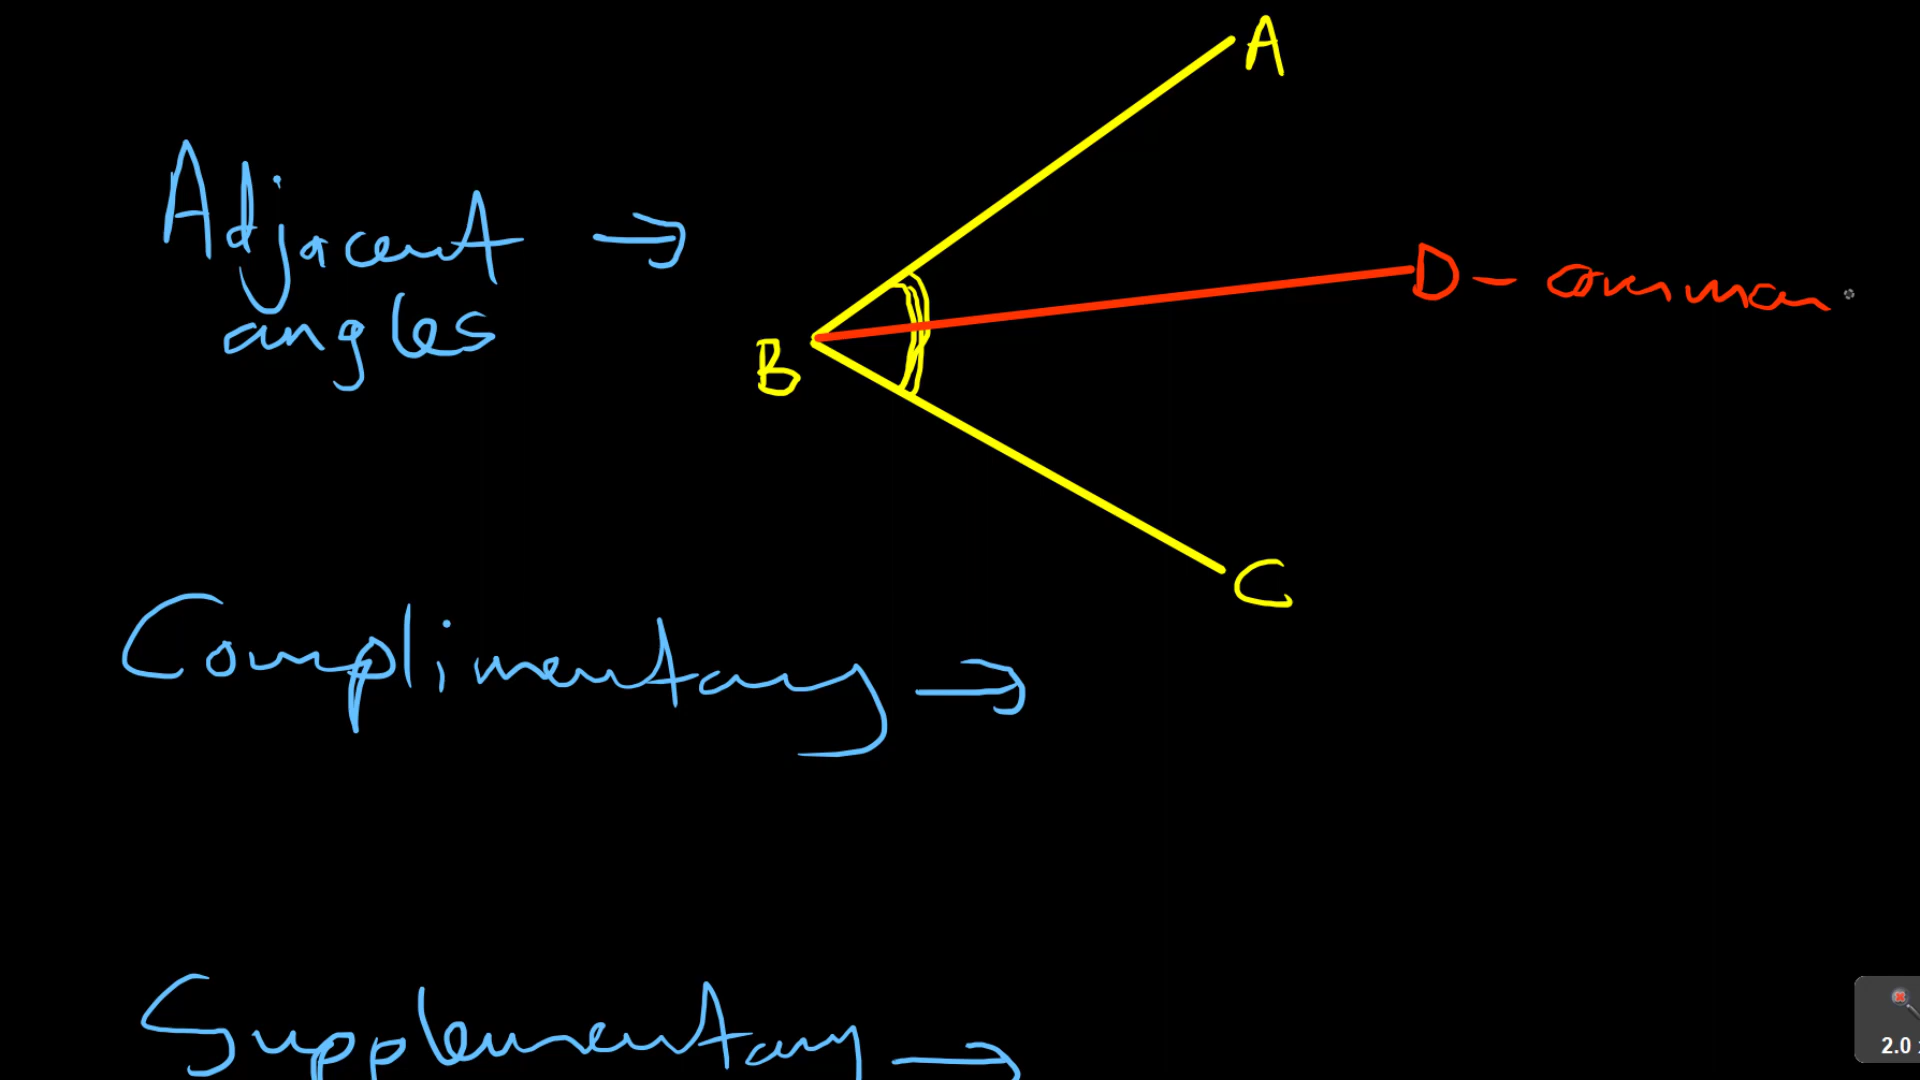 A
Adjacent →
D - common
angles
B
C
Complimentary →
Supplementary →
2.0